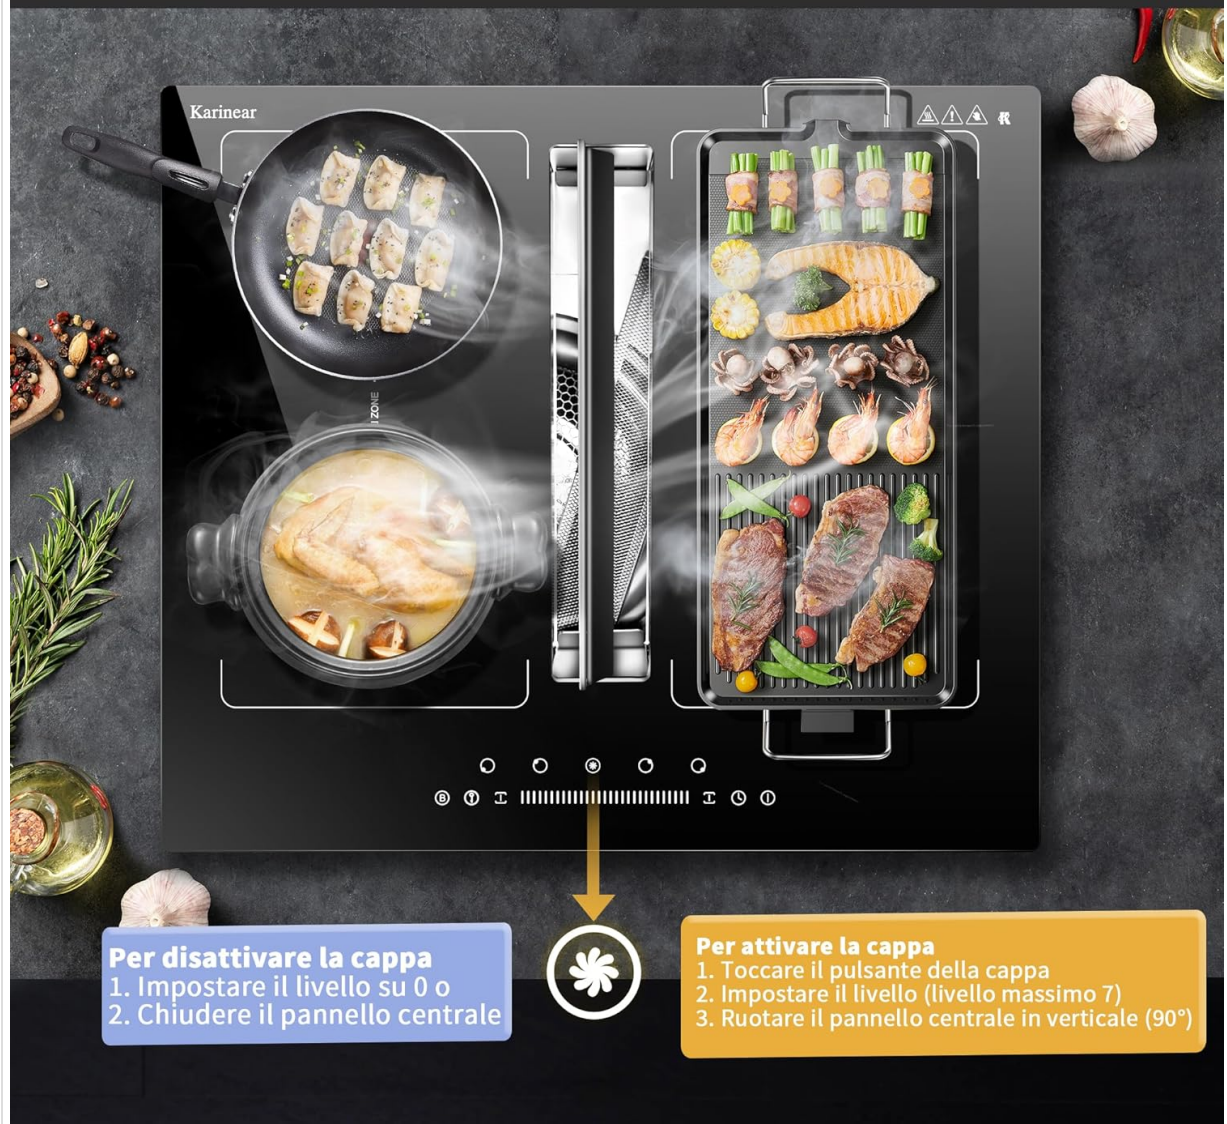 Karinear
ZONE
B
Per disattivare la cappa
1. Impostare il livello su 0 o
2. Chiudere il pannello centrale
Per attivare la cappa
1. Toccare il pulsante della cappa
2. Impostare il livello (livello massimo 7)
3. Ruotare il pannello centrale in verticale (90°)